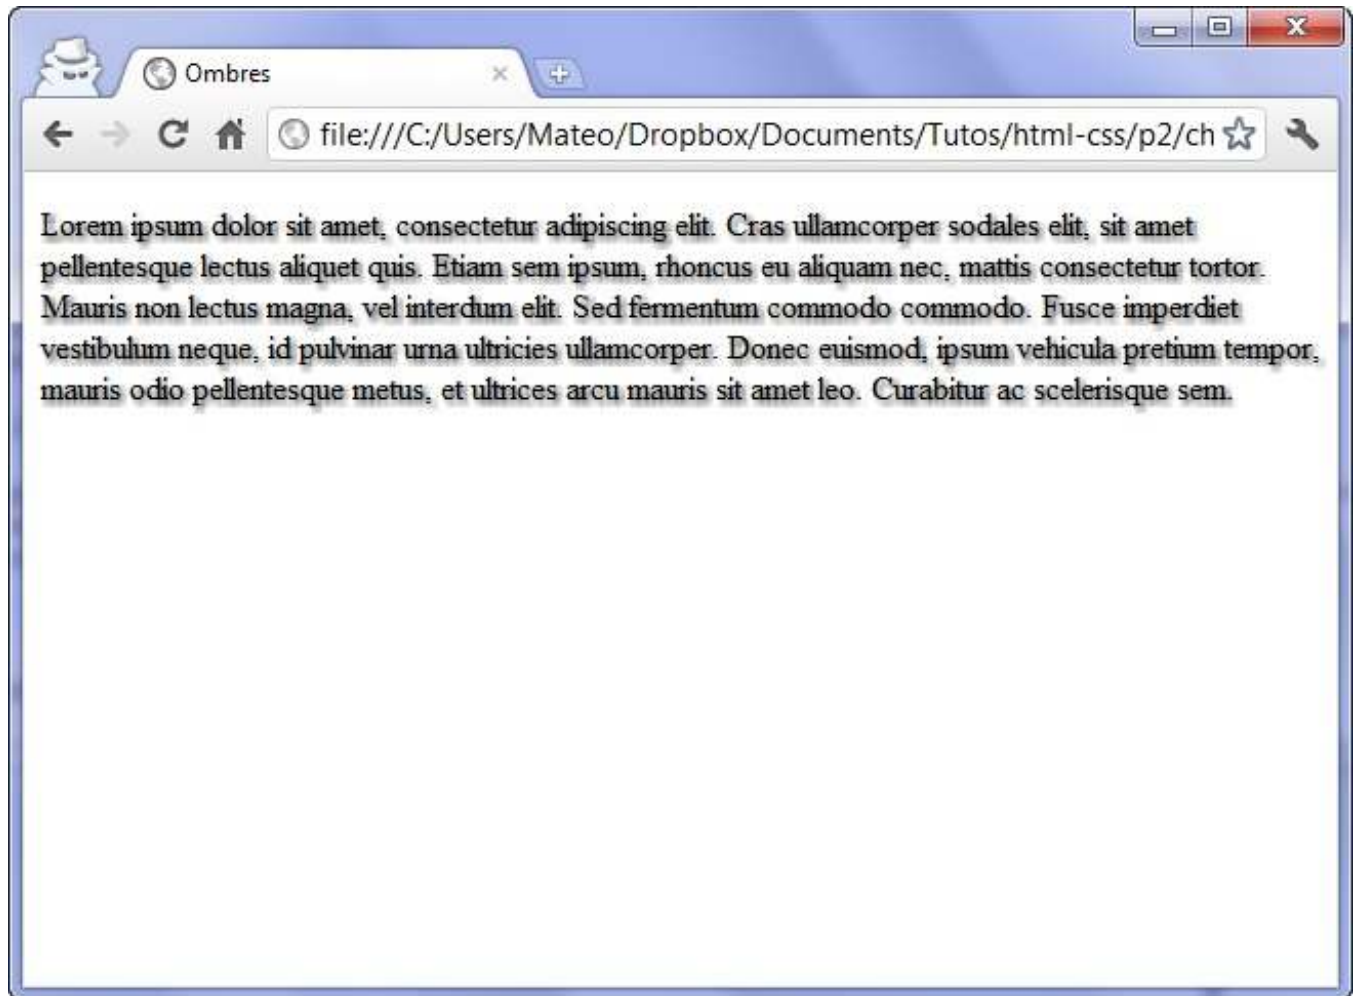 Ombres
file:///C:/Users/Mateo/Dropbox/Documents/Tutos/html-css/p2/ch
Lorem ipsum dolor sit amet, consectetur adipiscing elit. Cras ullamcorper sodales elit, sit amet
pellentesque lectus aliquet quis. Etiam sem ipsum, rhoncus eu aliquam nec, mattis consectetur tortor.
Mauris non lectus magna, vel interdum elit. Sed fermentum commodo commodo. Fusce imperdiet
vestibulum neque, id pulvinar urna ultricies ullamcorper. Donec euismod, ipsum vehicula pretium tempor,
mauris odio pellentesque metus, et ultrices arcu mauris sit amet leo. Curabitur ac scelerisque sem.